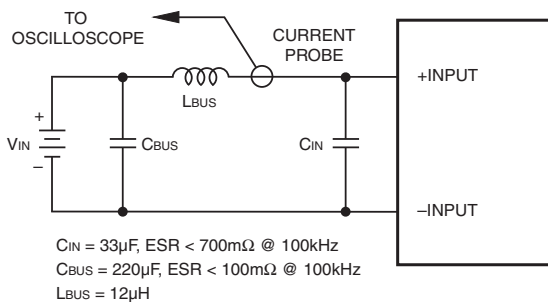 TO
OSCILLOSCOPE
CURRENT
PROBE
+INPUT
LBUS
+
VIN
–
CBUS
CIN
–INPUT
CIN = 33µF, ESR < 700mΩ @ 100kHz
CBUS = 220µF, ESR < 100mΩ @ 100kHz
LBUS = 12µH